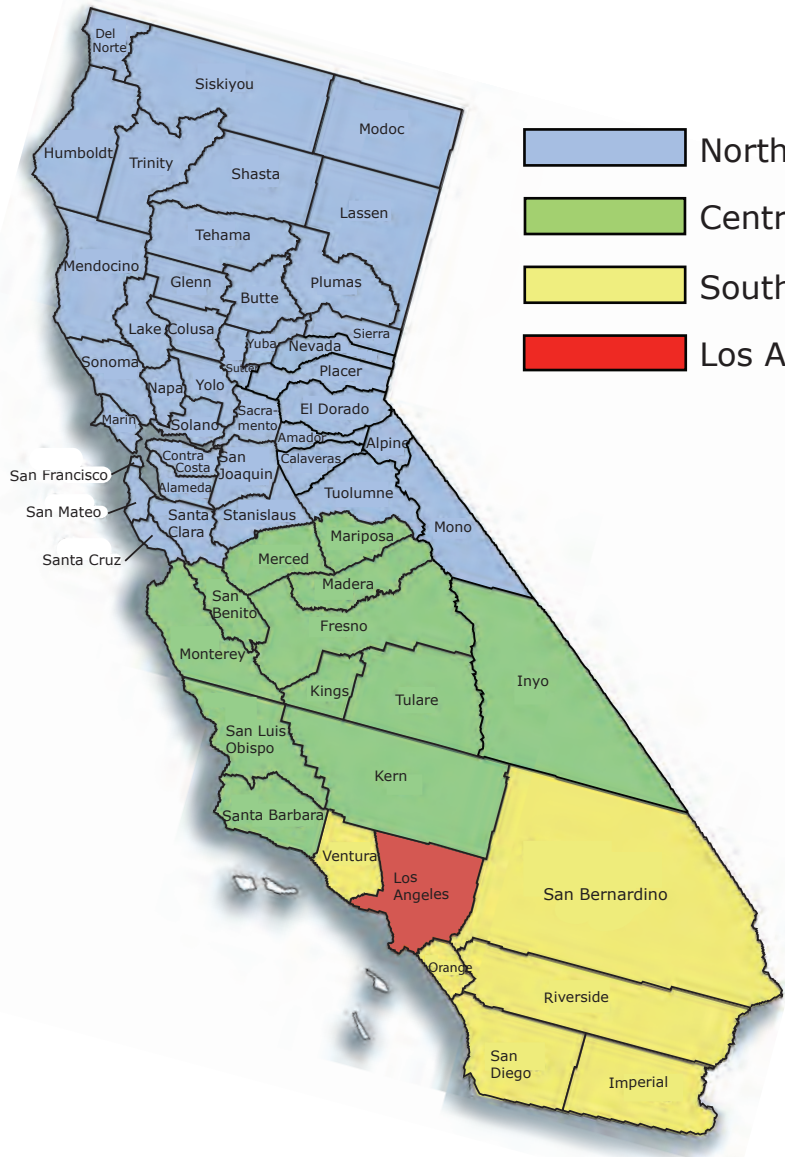 Del
Norte
Siskiyou
Modoc
Humboldt
Trinity
Shasta
Lassen
Tehama
Mendocino
Glenn
Butte
Plumas
Lake
Colusa
Sierra
Yuba
Nevada
Sutter
Placer
Sonoma
Napa
Yolo
El Dorado
Sacra-
mento
Marin
Solano
Amador
Alpine
Calaveras
San Francisco
Contra
Costa
San
Joaquin
Alameda
Tuolumne
San Mateo
Santa
Clara
Stanislaus
Mono
Santa Cruz
Mariposa
Merced
Madera
San
Benito
Fresno
Monterey
Kings
Tulare
Inyo
San Luis
Obispo
Kern
Santa Barbara
Ventura
Los
Angeles
San Bernardino
Orange
Riverside
San
Diego
Imperial
North
Centr
South
Los A